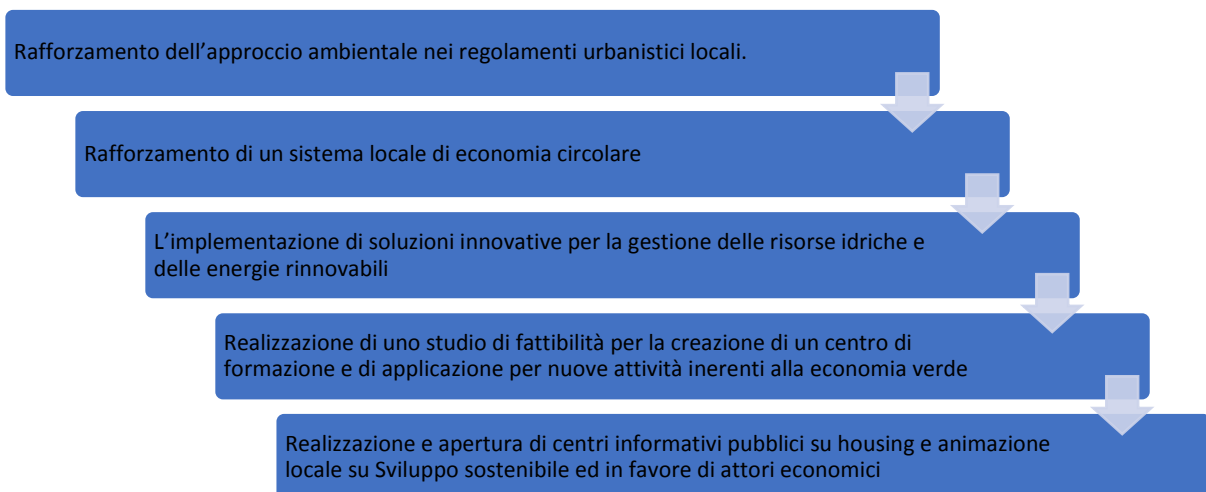 Rafforzamento dell’approccio ambientale nei regolamenti urbanistici locali.
Rafforzamento di un sistema locale di economia circolare
L’implementazione di soluzioni innovative per la gestione delle risorse idriche e
delle energie rinnovabili
Realizzazione di uno studio di fattibilità per la creazione di un centro di
formazione e di applicazione per nuove attività inerenti alla economia verde
Realizzazione e apertura di centri informativi pubblici su housing e animazione
locale su Sviluppo sostenibile ed in favore di attori economici